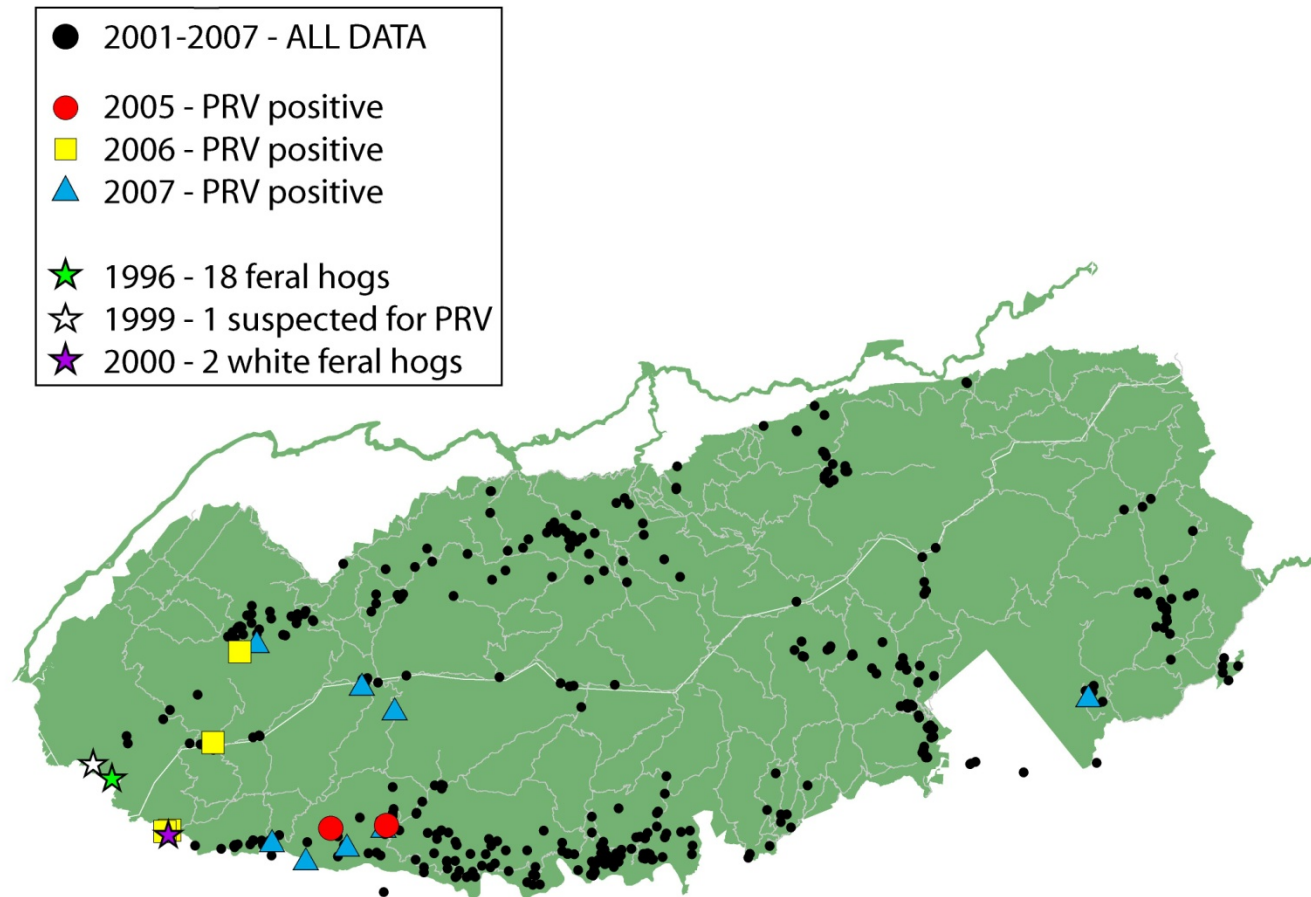 2001-2007 - ALL DATA
2005 - PRV positive
2006 - PRV positive
2007 - PRV positive
1996 - 18 feral hogs
1999 - 1 suspected for PRV
2000 - 2 white feral hogs